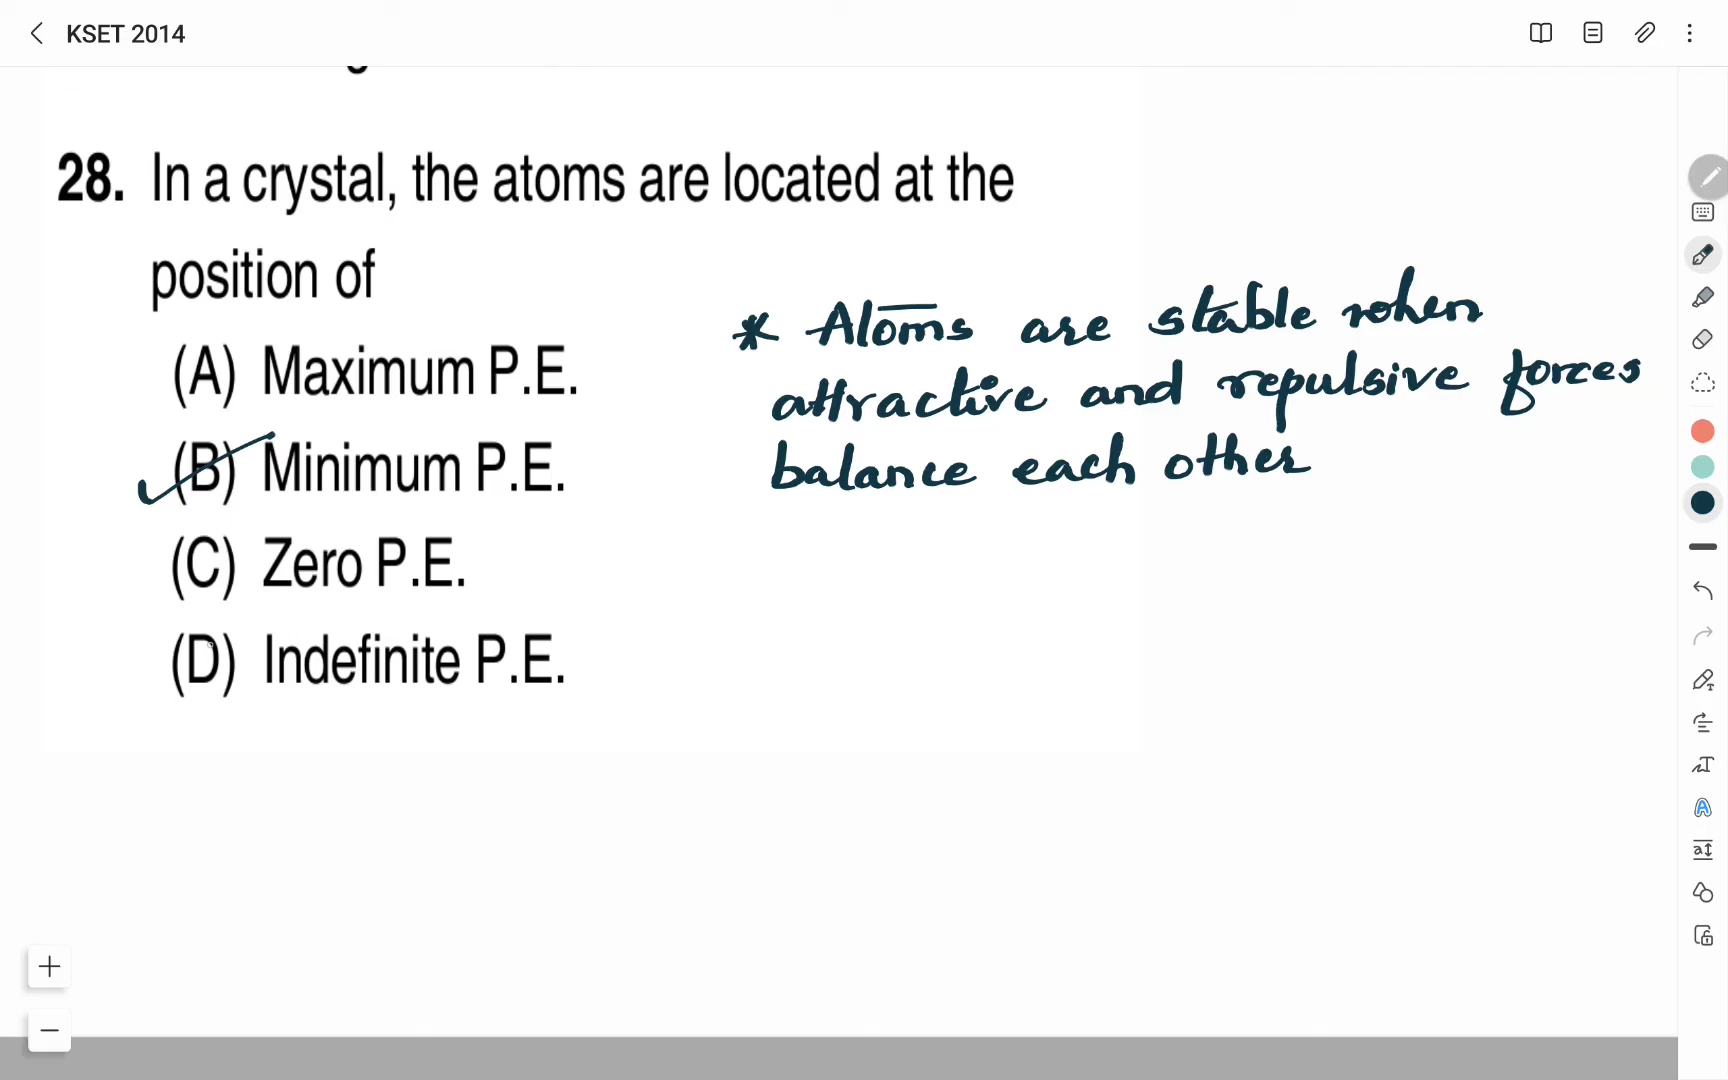 KSET 2014
28. In a crystal, the atoms are located at the
position of
(A) Maximum P.E.
(B) Minimum P.E.
(C) Zero P.E.
(D) Indefinite P.E.
* Atoms are stable when
attractive and repulsive forces
balance each other